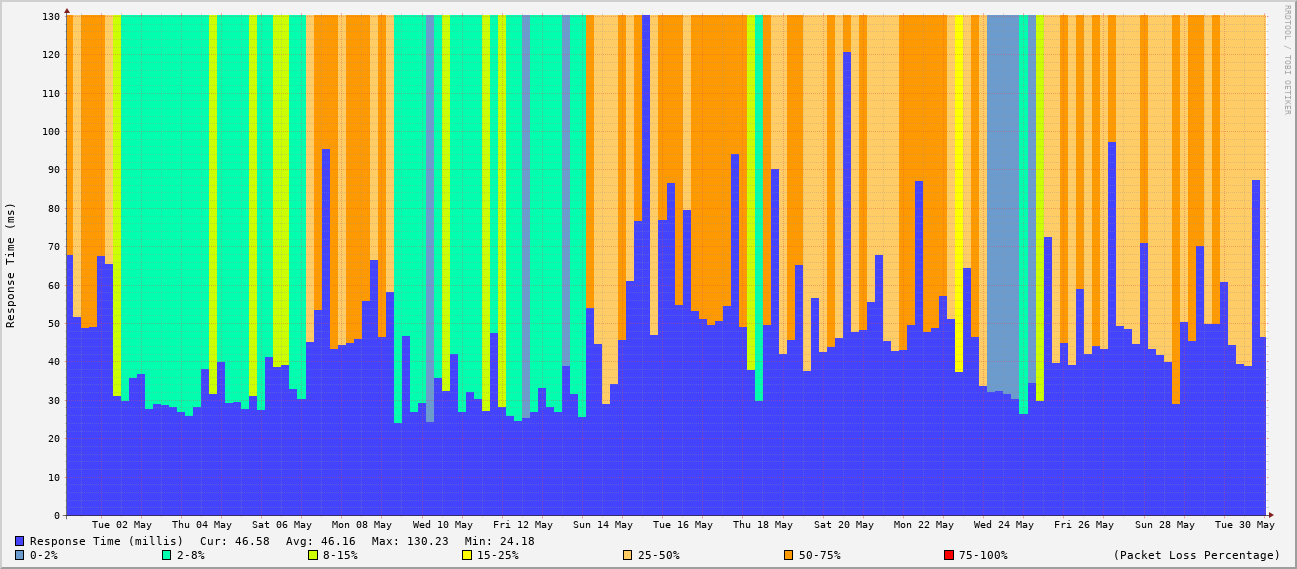 RRDTOOL / TOBI OETIKER
Response Time (ms)
130
120
110
100
90
80
70
60
50
40
30
20
10
0
Tue 02 May Thu 04 May Sat 06 May Mon 08 May Wed 10 May Fri 12 May Sun 14 May Tue 16 May Thu 18 May Sat 20 May Mon 22 May Wed 24 May Fri 26 May Sun 28 May Tue 30 May
Response Time (millis) Cur: 46.58 Avg: 46.16 Max: 130.23 Min: 24.18
0-2% 2-8% 8-15% 15-25% 25-50% 50-75% 75-100% (Packet Loss Percentage)